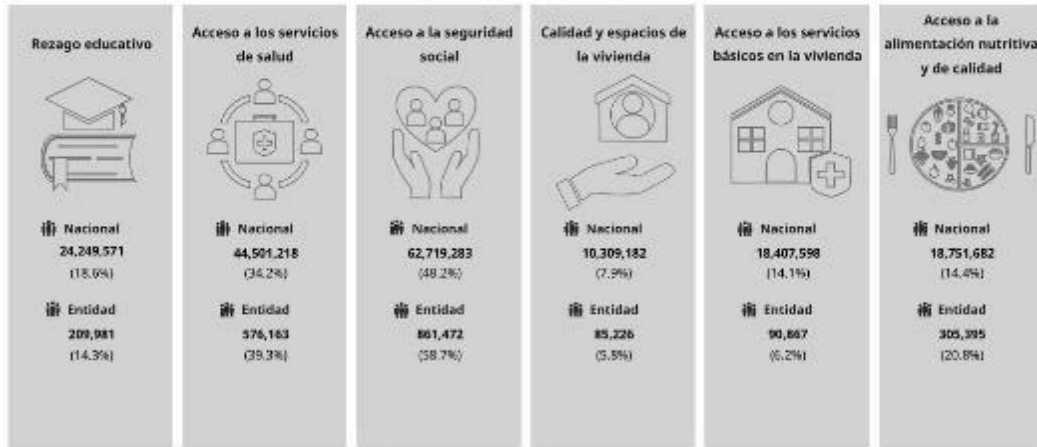 Rezago educativo
Nacional
24,249,571
(18.6%)
Entidad
209,981
(14.3%)
Acceso a los servicios
de salud
Nacional
44,501,218
(34.2%)
Entidad
576,163
(39.3%)
Acceso a la seguridad
social
Nacional
62,719,283
(48.2%)
Entidad
861,472
(58.7%)
Calidad y espacios de
la vivienda
Nacional
10,309,182
(7.9%)
Entidad
85,226
(5.8%)
Acceso a los servicios
básicos en la vivienda
Nacional
18,407,598
(14.1%)
Entidad
90,867
(6.2%)
Acceso a la
alimentación nutritiva
y de calidad
Nacional
18,751,682
(14.4%)
Entidad
305,395
(20.8%)